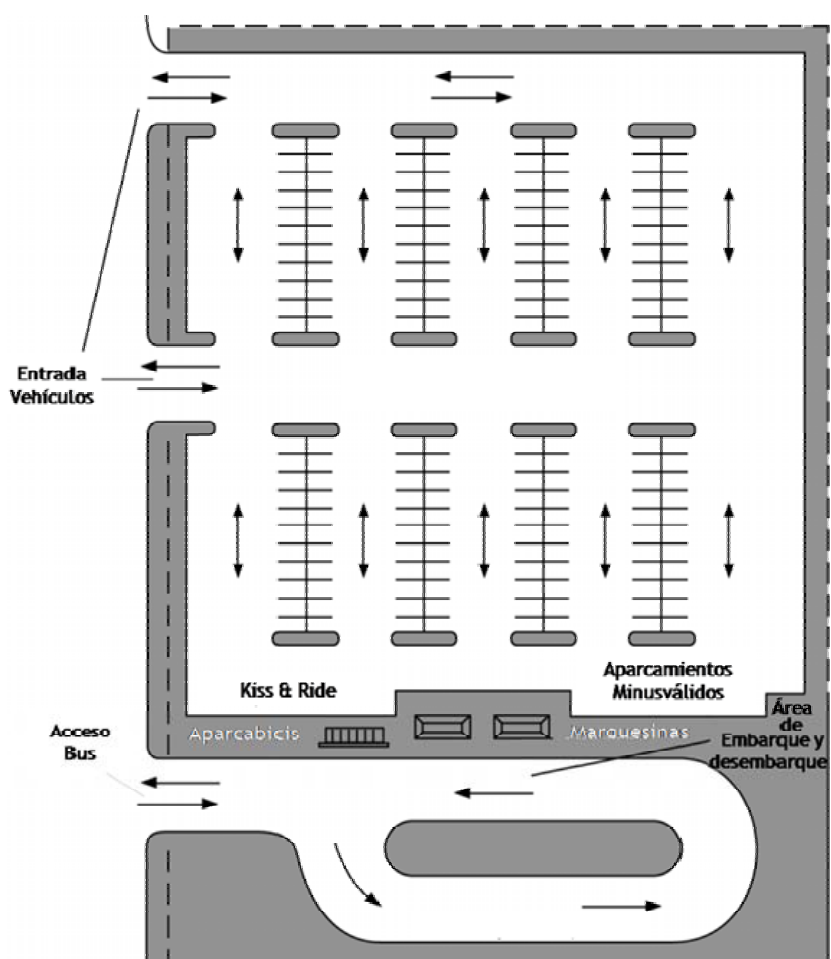 Entrada
Vehículos
Kiss & Ride
Aparcamientos
Minusválidos
Acceso
Bus
Aparcabicis
Marquesinas
Área
de
Embarque y
desembarque